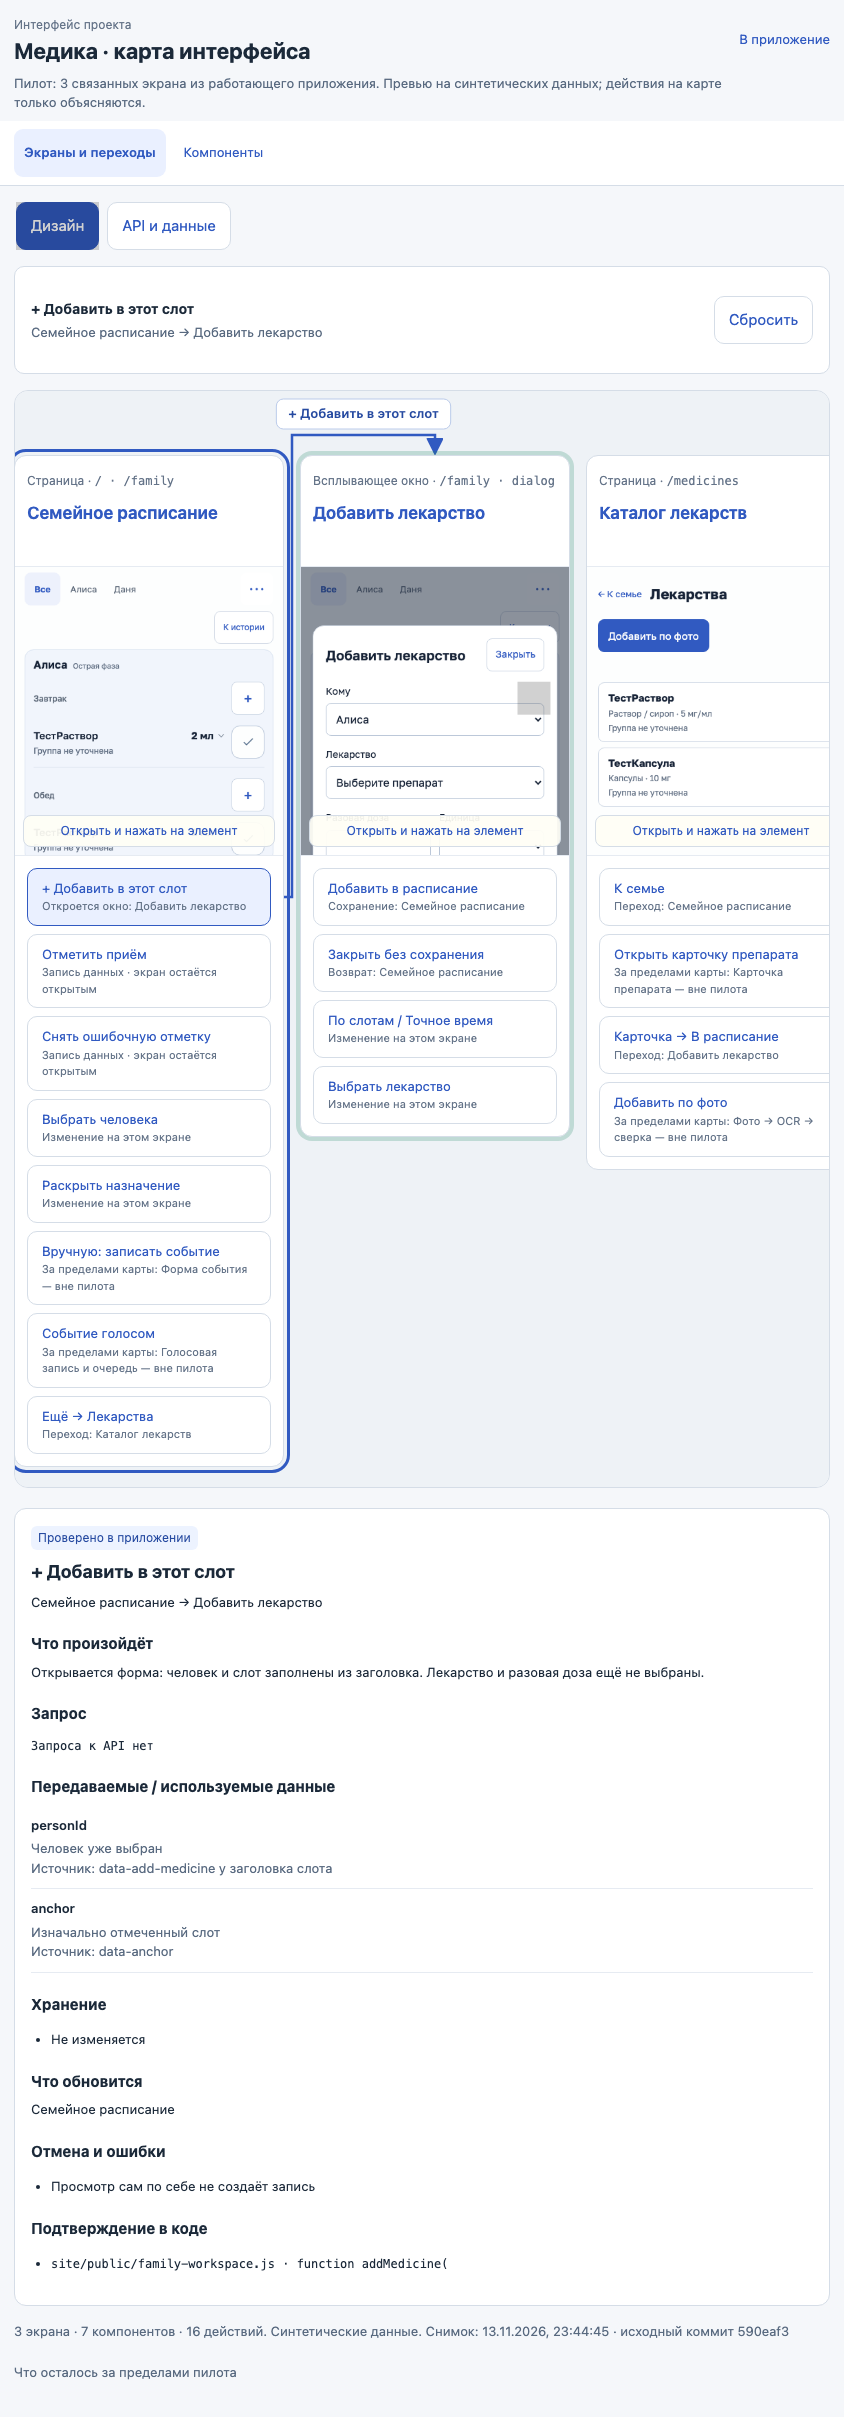 Интерфейс проекта
Медика · карта интерфейса
В приложение
Пилот: 3 связанных экрана из работающего приложения. Превью на синтетических данных; действия на карте
только объясняются.
Экраны и переходы
Компоненты
Дизайн
API и данные
+ Добавить в этот слот
Семейное расписание → Добавить лекарство
Сбросить
+ Добавить в этот слот
Страница · / · /family
Семейное расписание
Все
Алиса
Даня
К истории
Алиса Острая фаза
Завтрак
+
ТестРаствор
2 мл
Группа не уточнена
Обед
+
Открыть и нажать на элемент
Группа не уточнена
+ Добавить в этот слот
Откроется окно: Добавить лекарство
Отметить приём
Запись данных · экран остаётся
открытым
Снять ошибочную отметку
Запись данных · экран остаётся
открытым
Выбрать человека
Изменение на этом экране
Раскрыть назначение
Изменение на этом экране
Вручную: записать событие
За пределами карты: Форма события
— вне пилота
Событие голосом
За пределами карты: Голосовая
запись и очередь — вне пилота
Ещё → Лекарства
Переход: Каталог лекарств
Всплывающее окно · /family · dialog
Добавить лекарство
Все
Алиса
Даня
Добавить лекарство
Закрыть
Кому
Алиса
Лекарство
Выберите препарат
Разовая доза
Единица
Открыть и нажать на элемент
Добавить в расписание
Сохранение: Семейное расписание
Закрыть без сохранения
Возврат: Семейное расписание
По слотам / Точное время
Изменение на этом экране
Выбрать лекарство
Изменение на этом экране
Страница · /medicines
Каталог лекарств
← К семье
Лекарства
Добавить по фото
ТестРаствор
Раствор / сироп · 5 мг/мл
Группа не уточнена
ТестКапсула
Капсулы · 10 мг
Группа не уточнена
Открыть и нажать на элемент
К семье
Переход: Семейное расписание
Открыть карточку препарата
За пределами карты: Карточка
препарата — вне пилота
Карточка → В расписание
Переход: Добавить лекарство
Добавить по фото
За пределами карты: Фото → OCR →
сверка — вне пилота
Проверено в приложении
+ Добавить в этот слот
Семейное расписание → Добавить лекарство
Что произойдёт
Открывается форма: человек и слот заполнены из заголовка. Лекарство и разовая доза ещё не выбраны.
Запрос
Запроса к API нет
Передаваемые / используемые данные
personId
Человек уже выбран
Источник: data-add-medicine у заголовка слота
anchor
Изначально отмеченный слот
Источник: data-anchor
Хранение
• Не изменяется
Что обновится
Семейное расписание
Отмена и ошибки
• Просмотр сам по себе не создаёт запись
Подтверждение в коде
• site/public/family-workspace.js · function addMedicine(
3 экрана · 7 компонентов · 16 действий. Синтетические данные. Снимок: 13.11.2026, 23:44:45 · исходный коммит 590eaf3
Что осталось за пределами пилота